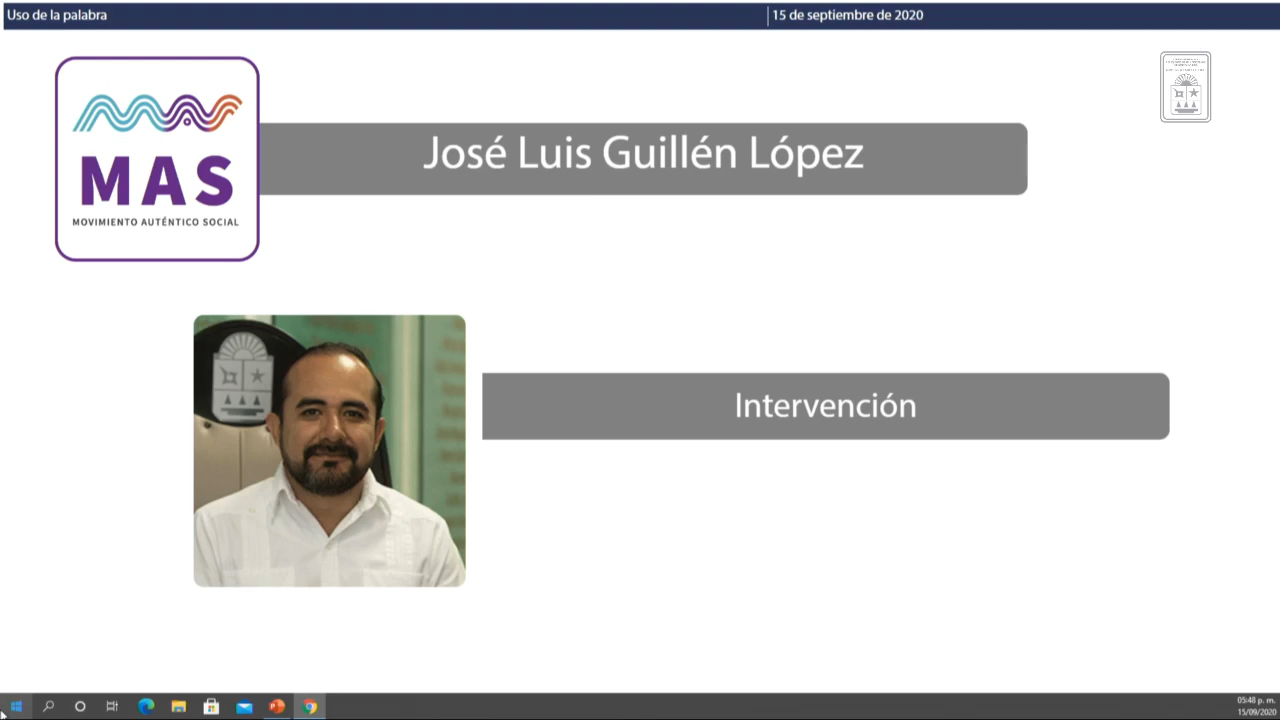 Uso de la palabra
15 de septiembre de 2020
José Luis Guillén López
MAS
MOVIMIENTO AUTÉNTICO SOCIAL
Intervención
05:48 p. m.
15/09/2020